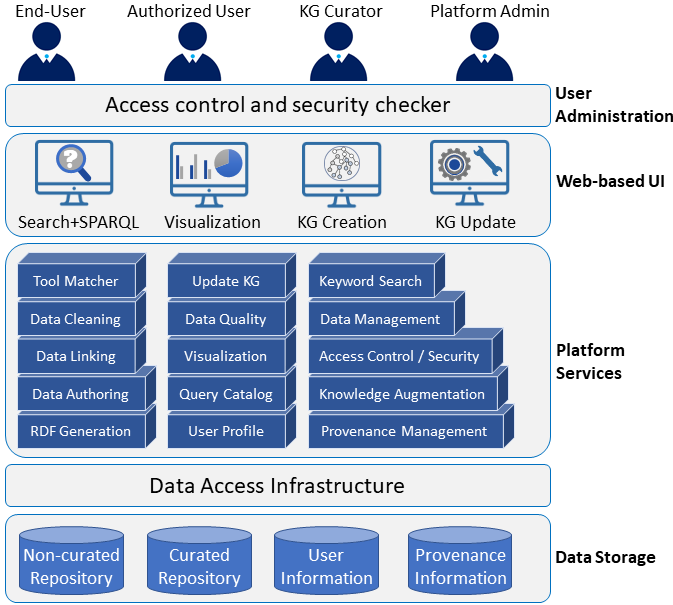 End-User Authorized User KG Curator Platform Admin
Access control and security checker
User
Administration
Search+SPARQL Visualization KG Creation KG Update
Web-based UI
Tool Matcher Update KG Keyword Search
Data Cleaning Data Quality Data Management
Data Linking Visualization Access Control / Security
Data Authoring Query Catalog Knowledge Augmentation
RDF Generation User Profile Provenance Management
Platform
Services
Data Access Infrastructure
Non-curated Curated User Provenance
Repository Repository Information Information
Data Storage
?